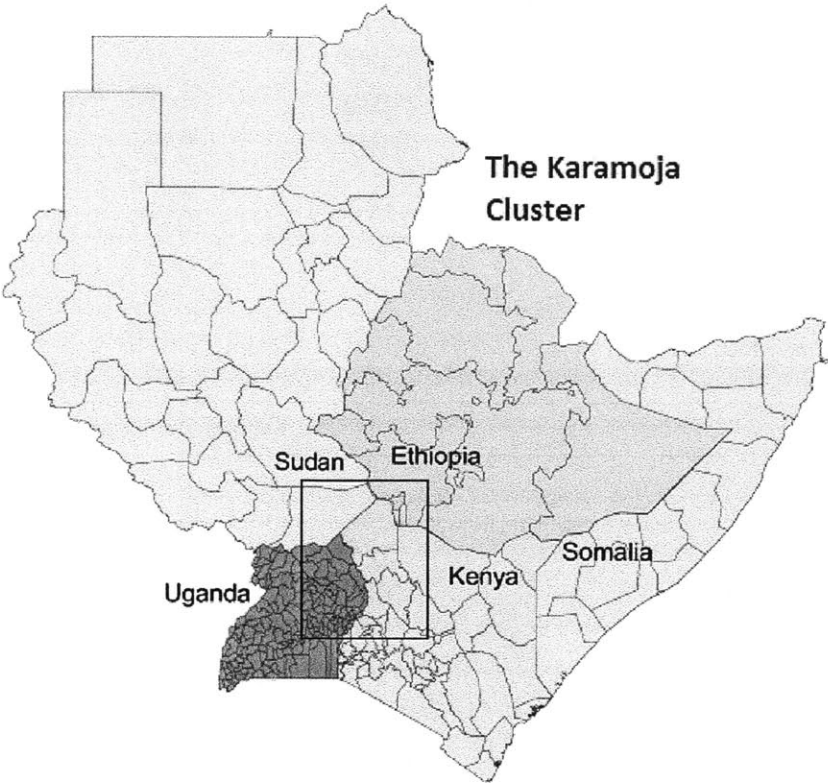 The Karamoja
Cluster
Sudan
Ethiopia
Somalia
Kenya
Uganda